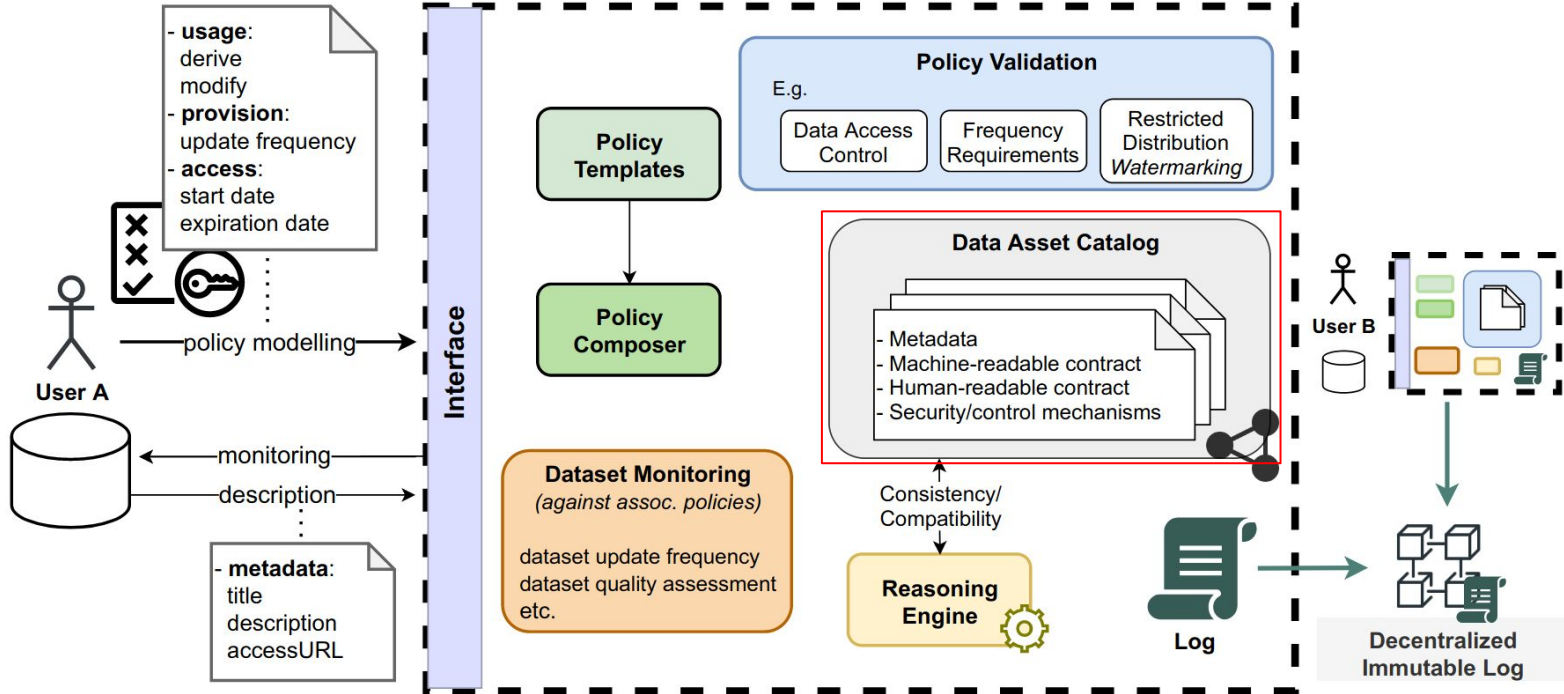 - usage:
derive
modify
- provision:
update frequency
- access:
start date
expiration date
policy modelling
User A
monitoring
description
- metadata:
title
description
accessURL
Interface
Policy
Templates
Policy
Composer
Dataset Monitoring
(against assoc. policies)
dataset update frequency
dataset quality assessment
etc.
Policy Validation
E.g.
Data Access
Control
Frequency
Requirements
Restricted
Distribution
Watermarking
Data Asset Catalog
- Metadata
- Machine-readable contract
- Human-readable contract
- Security/control mechanisms
Consistency/
Compatibility
Reasoning
Engine
Log
User B
Decentralized
Immutable Log